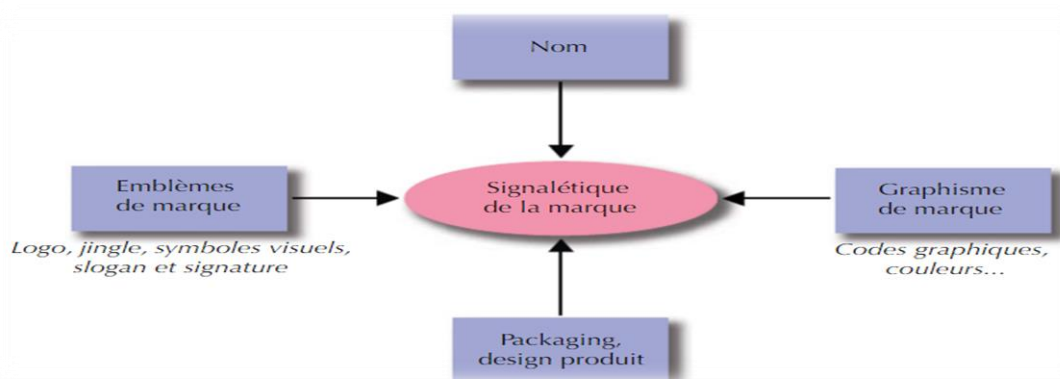 Nom
Emblèmes
de marque
Logo, jingle, symboles visuels,
slogan et signature
Signalétique
de la marque
Graphisme
de marque
Codes graphiques,
couleurs...
Packaging,
design produit